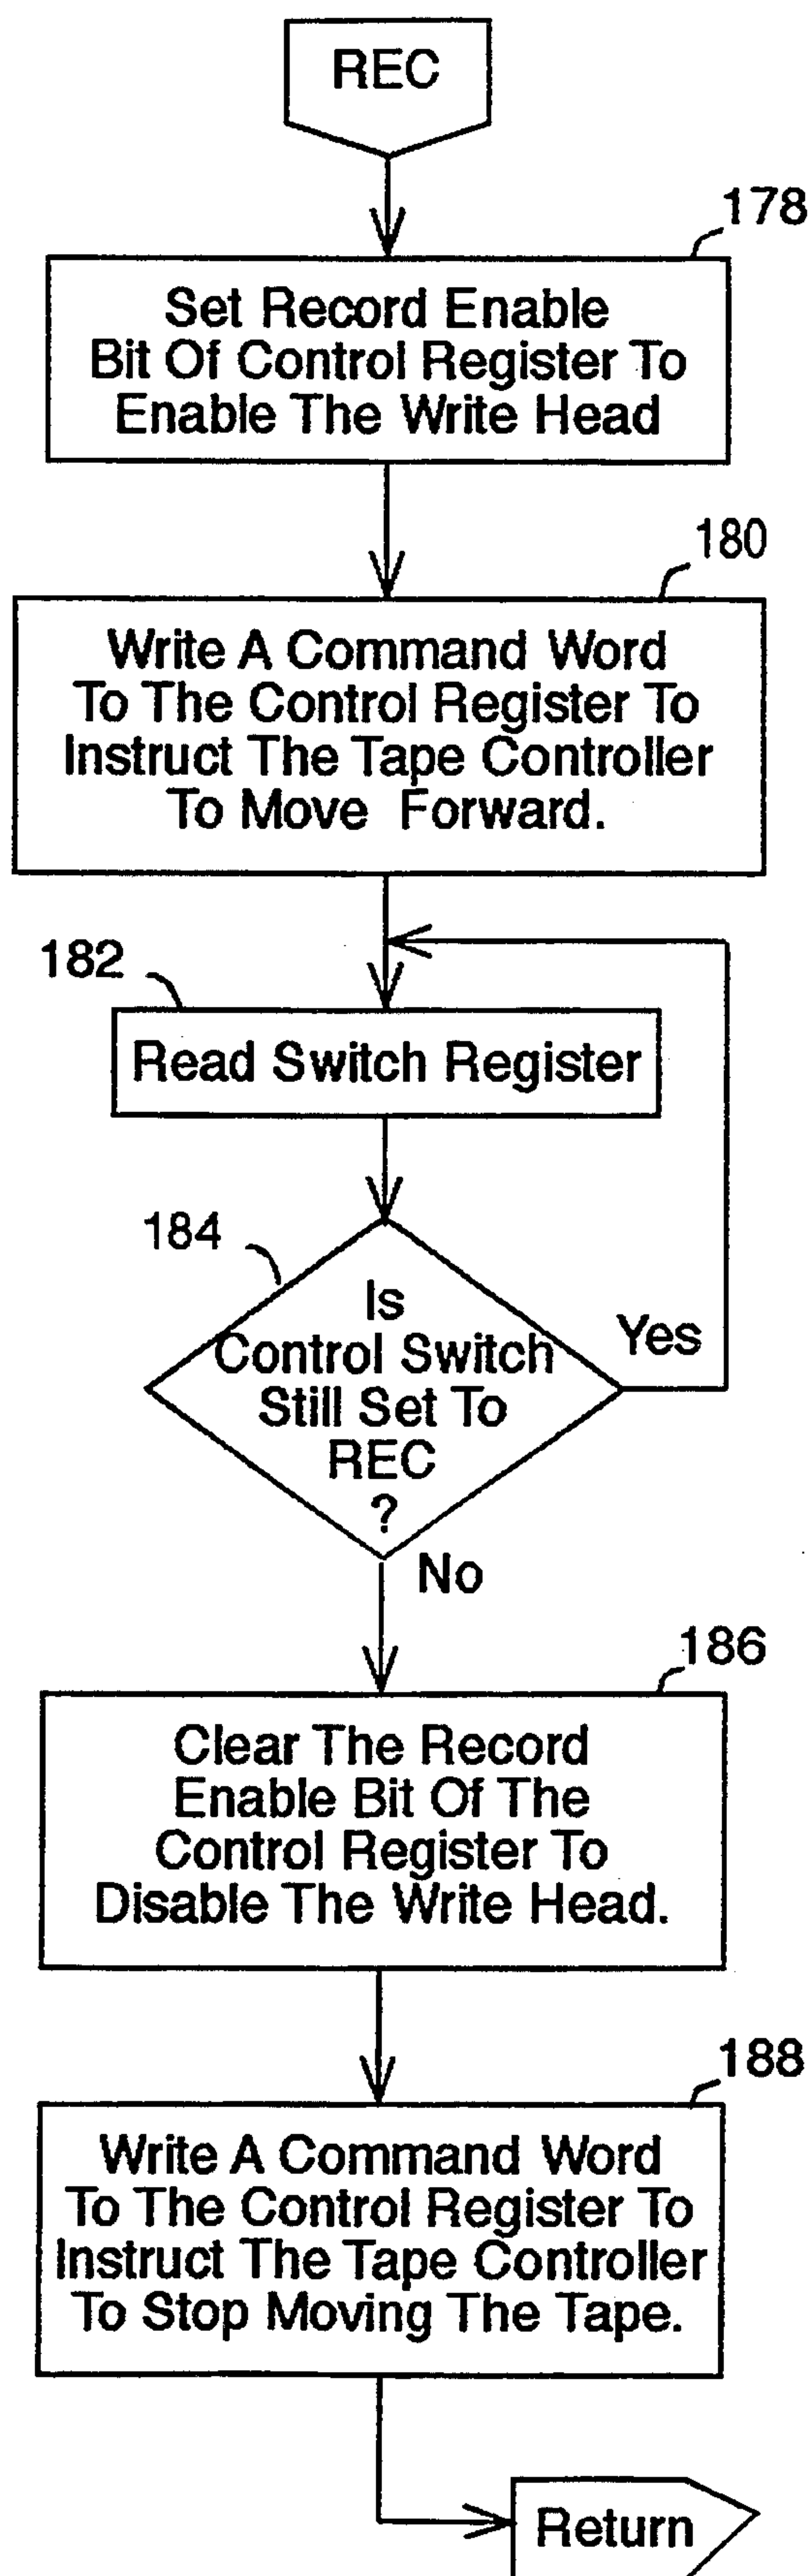 REC
178
Set Record Enable
Bit Of Control Register To
Enable The Write Head
180
Write A Command Word
To The Control Register To
Instruct The Tape Controller
To Move Forward.
182
Read Switch Register
184
Is
Control Switch
Still Set To
REC
?
Yes
No
186
Clear The Record
Enable Bit Of The
Control Register To
Disable The Write Head.
188
Write A Command Word
To The Control Register To
Instruct The Tape Controller
To Stop Moving The Tape.
Return